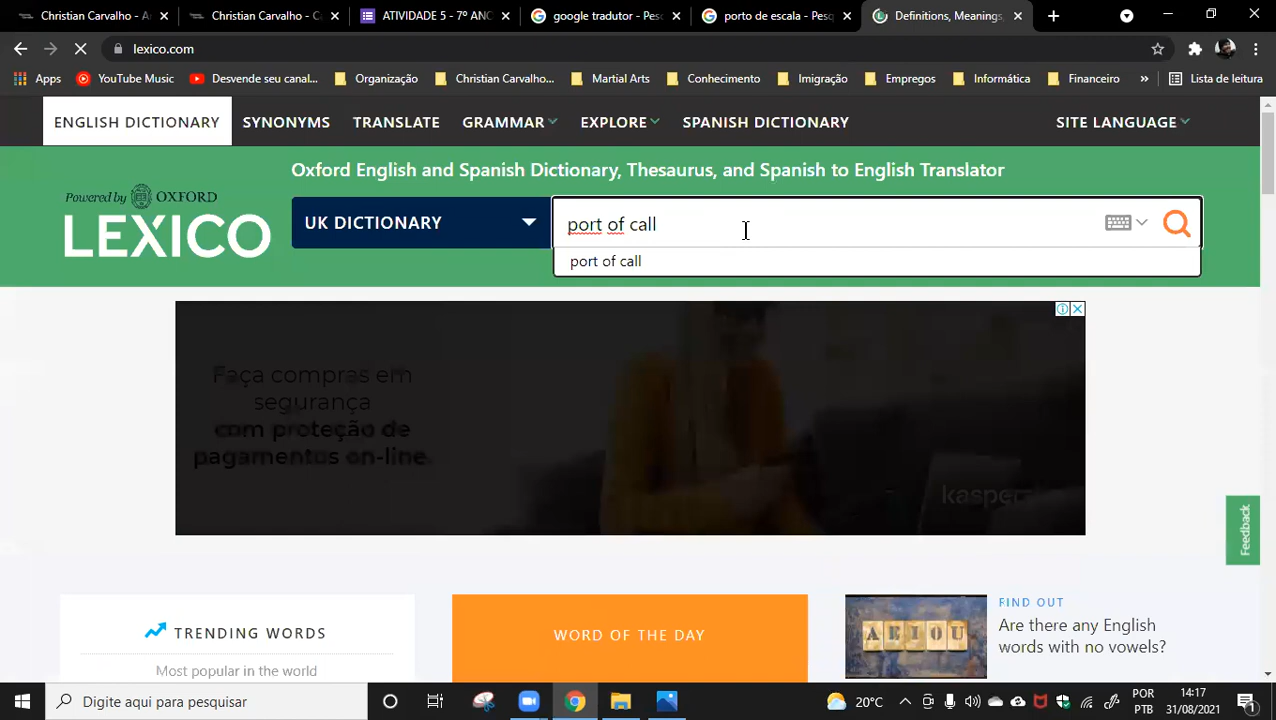 Christian Carvalho - A
Christian Carvalho - C
ATIVIDADE 5 - 7º AN
google tradutor - Pes
porto de escala - Pesq
Definitions, Meanings,
lexico.com
Apps
YouTube Music
Desvende seu canal...
Organização
Christian Carvalho...
Martial Arts
Conhecimento
Imigração
Empregos
Informática
Financeiro
»
Lista de leitura
ENGLISH DICTIONARY
SYNONYMS
TRANSLATE
GRAMMAR
EXPLORE
SPANISH DICTIONARY
SITE LANGUAGE
Oxford English and Spanish Dictionary, Thesaurus, and Spanish to English Translator
Powered by OXFORD
LEXICO
UK DICTIONARY
port of call
port of call
Faça compras em
segurança
com proteção de
pagamentos on-line.
Feedback
TRENDING WORDS
Most popular in the world
WORD OF THE DAY
AEIOU
FIND OUT
Are there any English
words with no vowels?
Digite aqui para pesquisar
20°C
POR
PTB
14:17
31/08/2021
1